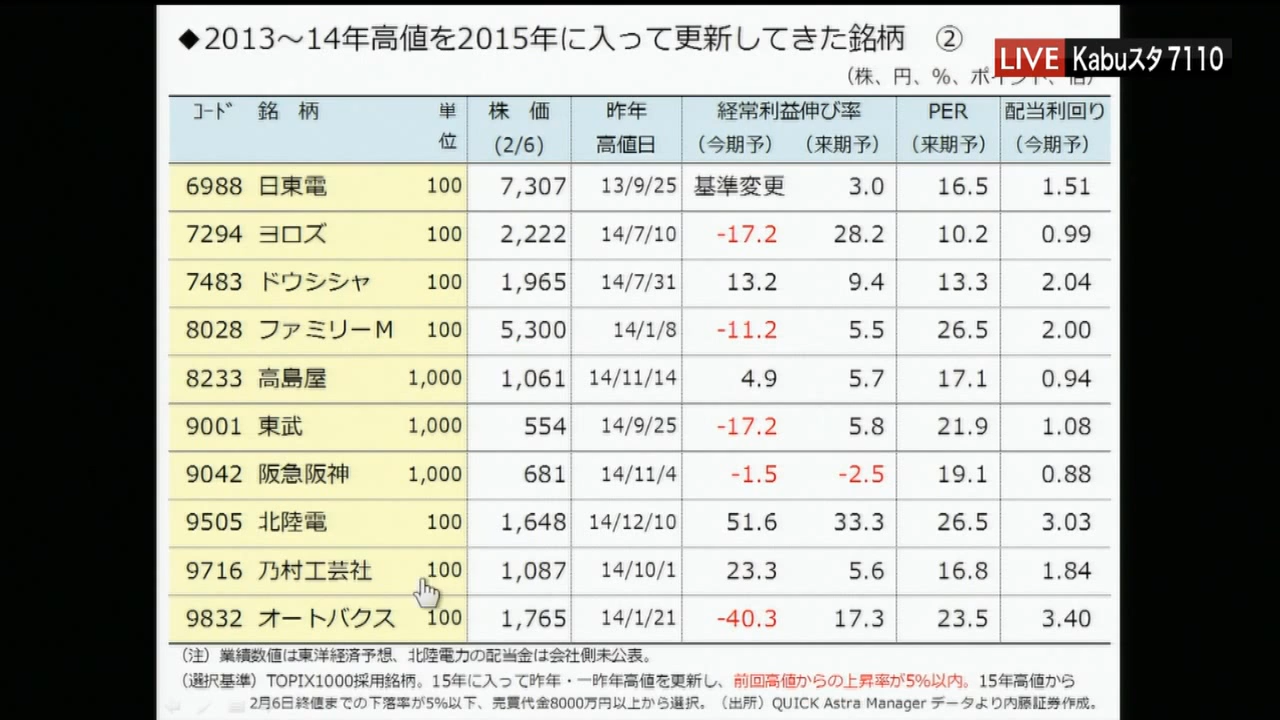 ◆2013～14年高値を2015年に入って更新してきた銘柄 ②
LIVE Kabuスタ7110
（株、円、％、ポイント、倍）
ｺｰﾄﾞ 銘 柄 単位 株 価 (2/6) 昨年高値日 経常利益伸び率 （今期予） （来期予） PER （来期予） 配当利回り （今期予）
6988 日東電 100 7,307 13/9/25 基準変更 3.0 16.5 1.51
7294 ヨロズ 100 2,222 14/7/10 -17.2 28.2 10.2 0.99
7483 ドウシシャ 100 1,965 14/7/31 13.2 9.4 13.3 2.04
8028 ファミリーＭ 100 5,300 14/1/8 -11.2 5.5 26.5 2.00
8233 高島屋 1,000 1,061 14/11/14 4.9 5.7 17.1 0.94
9001 東武 1,000 554 14/9/25 -17.2 5.8 21.9 1.08
9042 阪急阪神 1,000 681 14/11/4 -1.5 -2.5 19.1 0.88
9505 北陸電 100 1,648 14/12/10 51.6 33.3 26.5 3.03
9716 乃村工芸社 100 1,087 14/10/1 23.3 5.6 16.8 1.84
9832 オートバクス 100 1,765 14/1/21 -40.3 17.3 23.5 3.40
（注）業績数値は東洋経済予想、北陸電力の配当金は会社側未公表。
（選択基準）TOPIX1000採用銘柄。15年に入って昨年・一昨年高値を更新し、前回高値からの上昇率が5%以内。15年高値から
2月6日終値までの下落率が5%以下、売買代金8000万円以上から選択。（出所）QUICK Astra Manager データより内藤証券作成。